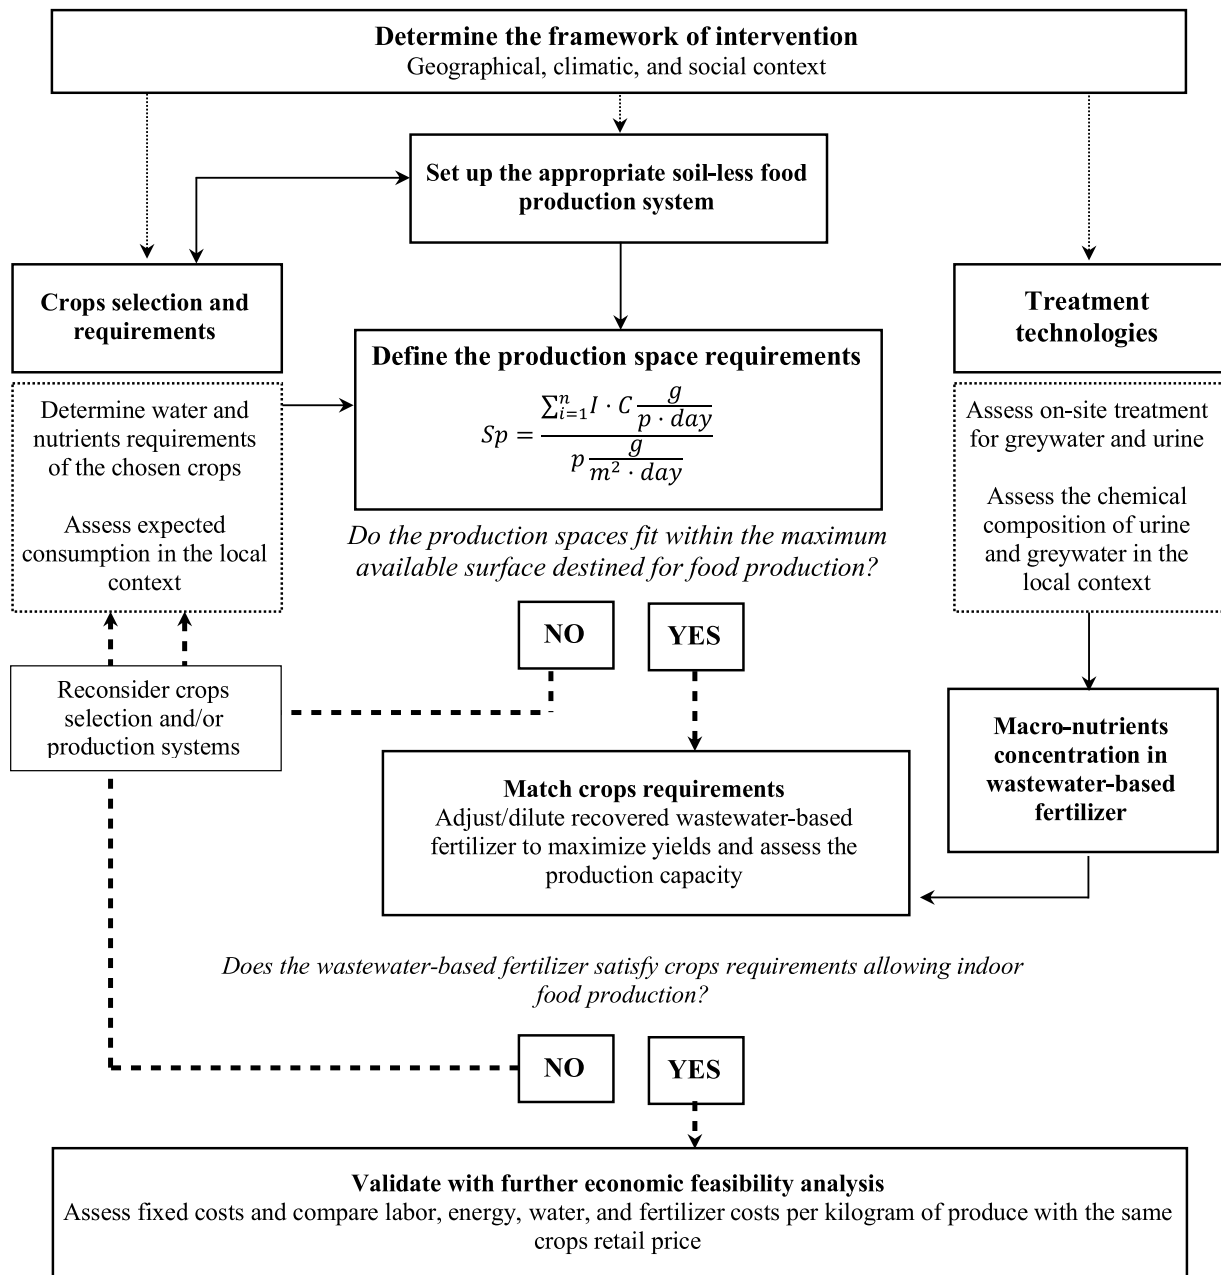 Determine the framework of intervention
Geographical, climatic, and social context
Set up the appropriate soil-less food
production system
Crops selection and
requirements
Determine water and
nutrients requirements
of the chosen crops
Assess expected
consumption in the local
context
Define the production space requirements
Sp = \frac{\sum_{i=1}^{n} I \cdot C \frac{g}{p \cdot day}}{p \frac{g}{m^2 \cdot day}}
Treatment
technologies
Assess on-site treatment
for greywater and urine
Assess the chemical
composition of urine
and greywater in the
local context
Do the production spaces fit within the maximum
available surface destined for food production?
NO
YES
Reconsider crops
selection and/or
production systems
Macro-nutrients
concentration in
wastewater-based
fertilizer
Match crops requirements
Adjust/dilute recovered wastewater-based
fertilizer to maximize yields and assess the
production capacity
Does the wastewater-based fertilizer satisfy crops requirements allowing indoor
food production?
NO
YES
Validate with further economic feasibility analysis
Assess fixed costs and compare labor, energy, water, and fertilizer costs per kilogram of produce with the same
crops retail price